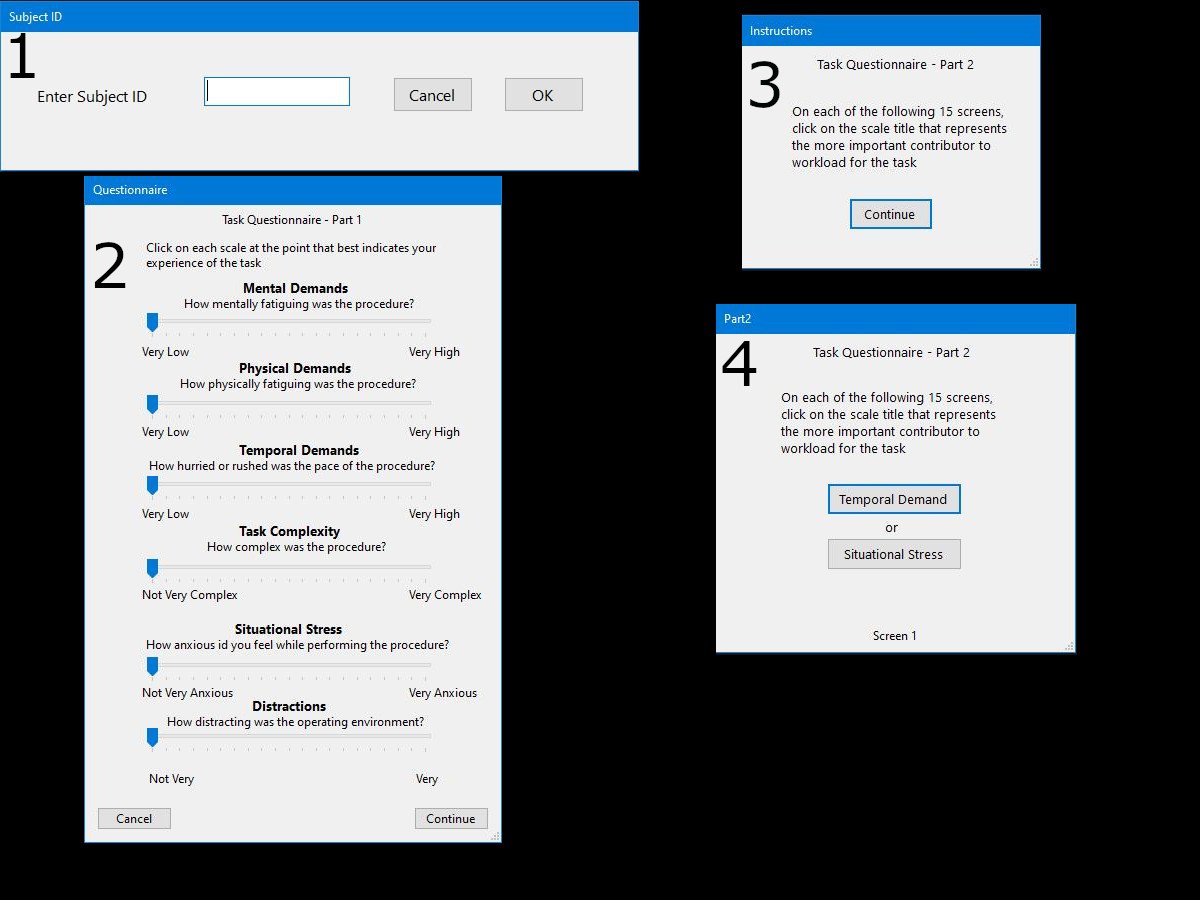 Subject ID
1
Enter Subject ID
Cancel
OK
Questionnaire
Task Questionnaire - Part 1
2
Click on each scale at the point that best indicates your
experience of the task
Mental Demands
How mentally fatiguing was the procedure?
Very Low Very High
Physical Demands
How physically fatiguing was the procedure?
Very Low Very High
Temporal Demands
How hurried or rushed was the pace of the procedure?
Very Low Very High
Task Complexity
How complex was the procedure?
Not Very Complex Very Complex
Situational Stress
How anxious id you feel while performing the procedure?
Not Very Anxious Very Anxious
Distractions
How distracting was the operating environment?
Not Very Very
Cancel Continue
Instructions
3
Task Questionnaire - Part 2
On each of the following 15 screens,
click on the scale title that represents
the more important contributor to
workload for the task
Continue
Part2
4
Task Questionnaire - Part 2
On each of the following 15 screens,
click on the scale title that represents
the more important contributor to
workload for the task
Temporal Demand
or
Situational Stress
Screen 1